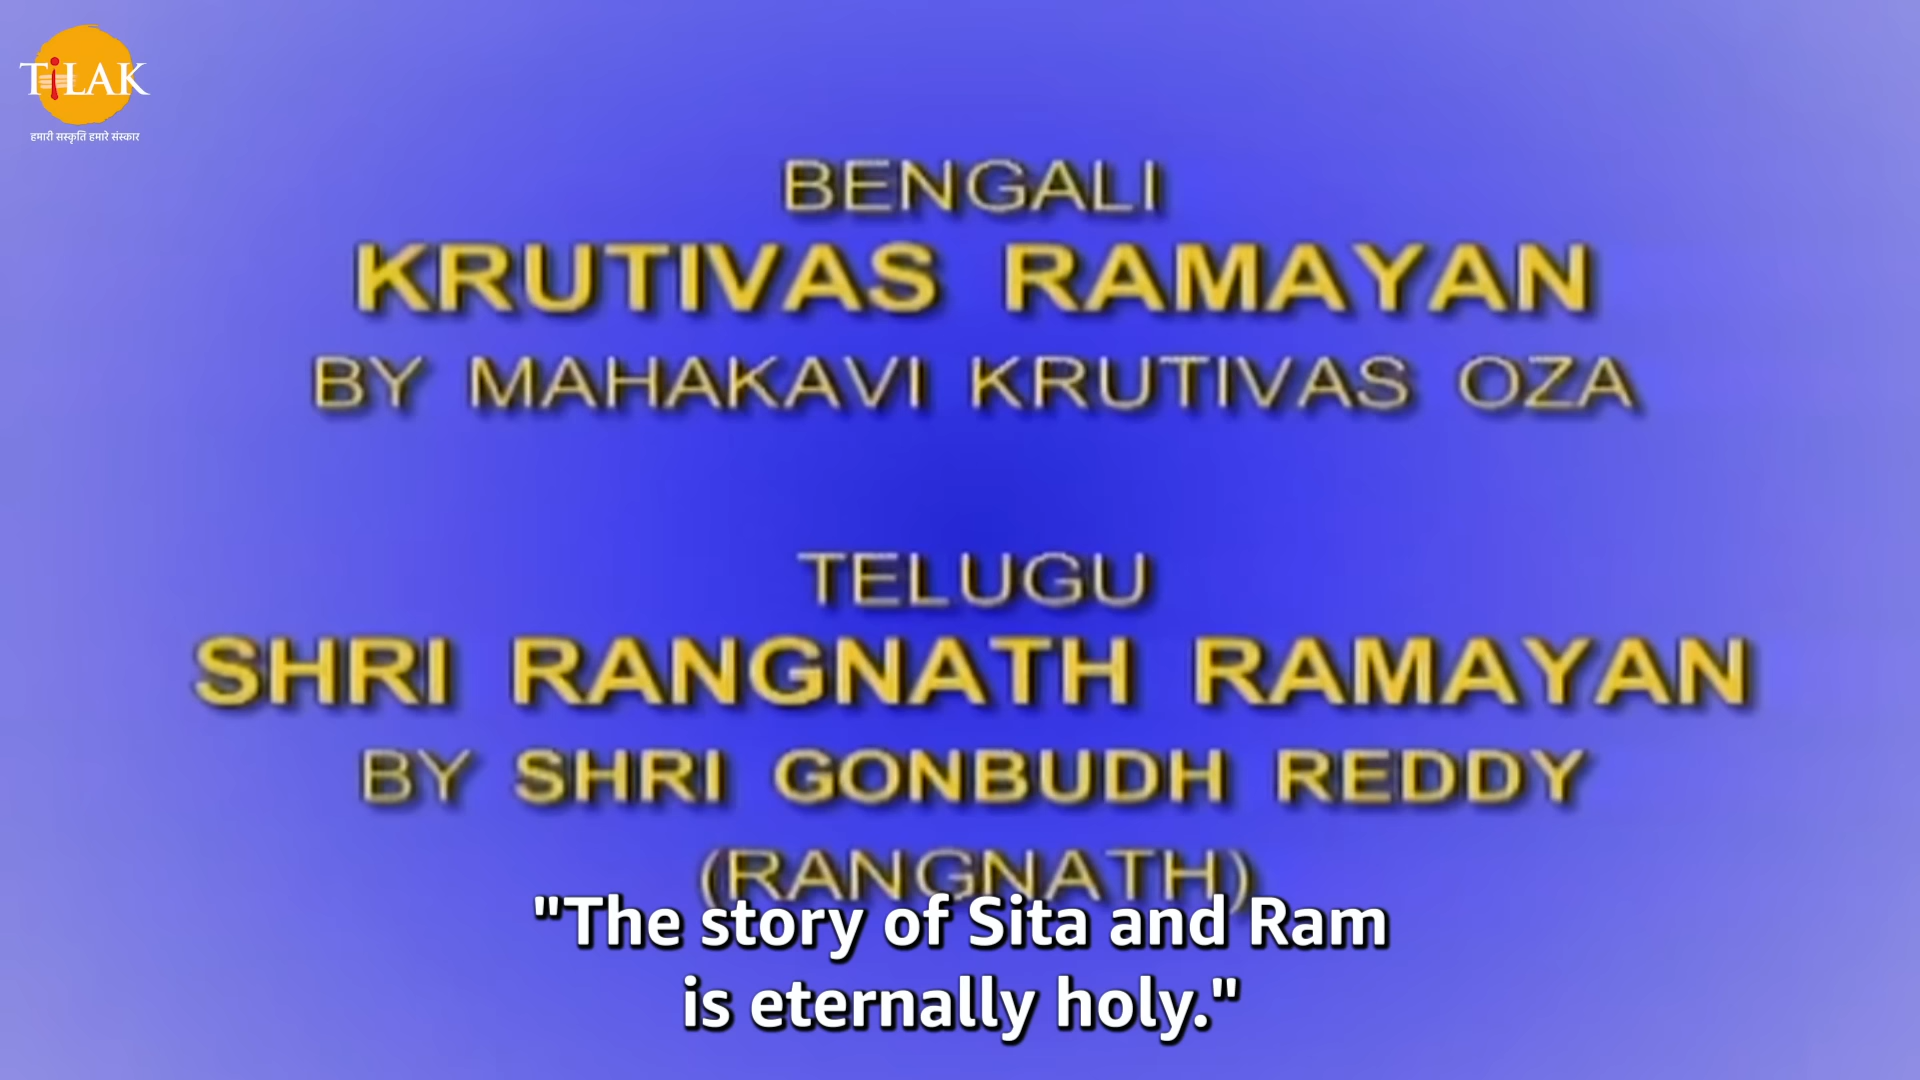 TiLAK
हमारी संस्कृति हमारे संस्कार
BENGALI
KRUTIVAS RAMAYAN
BY MAHAKAVI KRUTIVAS OZA
TELUGU
SHRI RANGNATH RAMAYAN
BY SHRI GONBUDH REDDY
(RANGNATH)
"The story of Sita and Ram
is eternally holy."